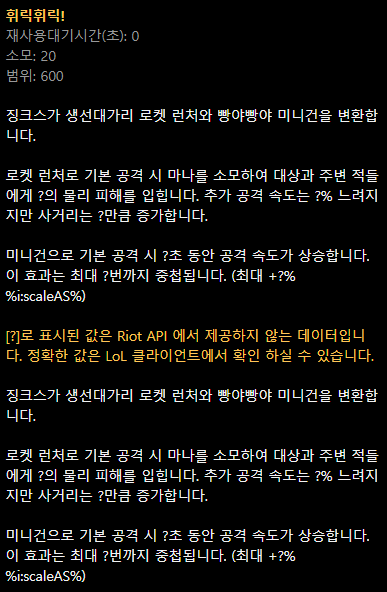 휘릭휘릭!
재사용대기시간(초): 0
소모: 20
범위: 600
징크스가 생선대가리 로켓 런처와 빵야빵야 미니건을 변환합
니다.
로켓 런처로 기본 공격 시 마나를 소모하여 대상과 주변 적들
에게 ?의 물리 피해를 입힙니다. 추가 공격 속도는 ?% 느려지
지만 사거리는 ?만큼 증가합니다.
미니건으로 기본 공격 시 ?초 동안 공격 속도가 상승합니다.
이 효과는 최대 ?번까지 중첩됩니다. (최대 +?%
%i:scaleAS%)
[?]로 표시된 값은 Riot API 에서 제공하지 않는 데이터입니
다. 정확한 값은 LoL 클라이언트에서 확인 하실 수 있습니다.
징크스가 생선대가리 로켓 런처와 빵야빵야 미니건을 변환합
니다.
로켓 런처로 기본 공격 시 마나를 소모하여 대상과 주변 적들
에게 ?의 물리 피해를 입힙니다. 추가 공격 속도는 ?% 느려지
지만 사거리는 ?만큼 증가합니다.
미니건으로 기본 공격 시 ?초 동안 공격 속도가 상승합니다.
이 효과는 최대 ?번까지 중첩됩니다. (최대 +?%
%i:scaleAS%)